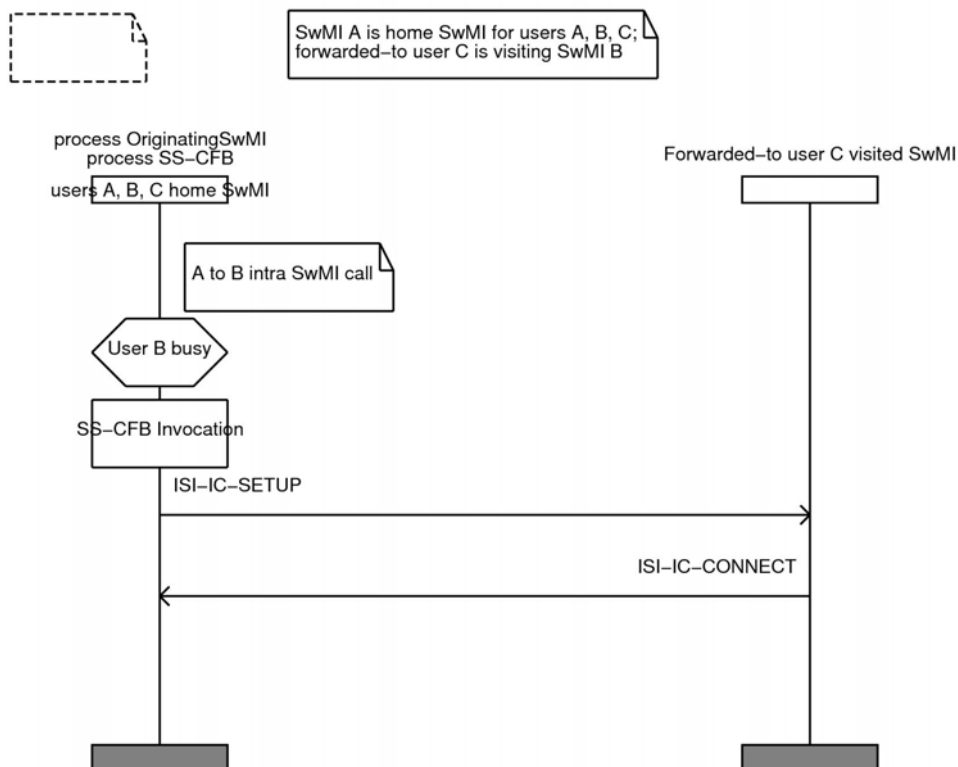 SwMI A is home SwMI for users A, B, C;
forwarded–to user C is visiting SwMI B
process OriginatingSwMI
process SS–CFB
users A, B, C home SwMI
Forwarded–to user C visited SwMI
A to B intra SwMI call
User B busy
SS–CFB Invocation
ISI–IC–SETUP
ISI–IC–CONNECT